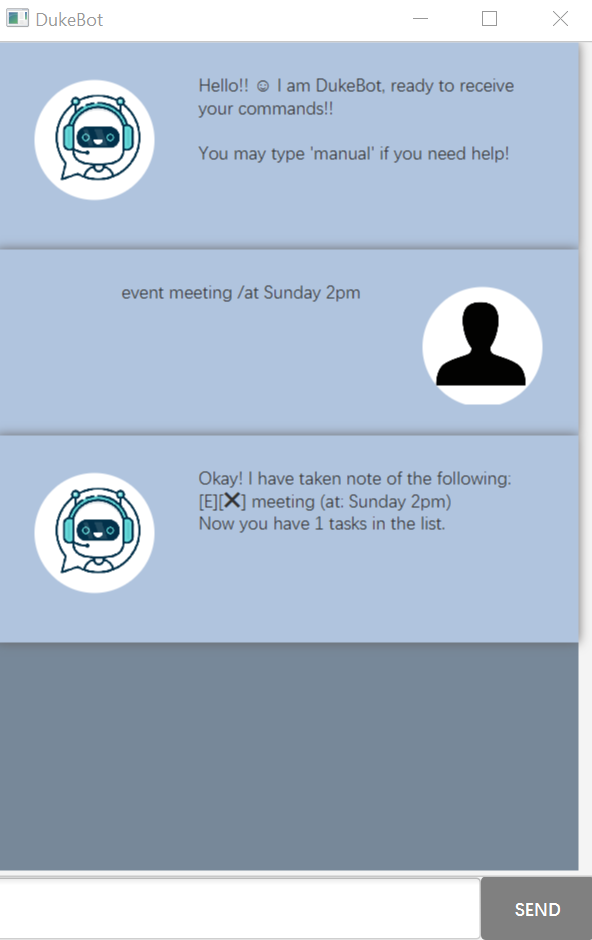 DukeBot
Hello!! ☺ I am DukeBot, ready to receive
your commands!!
You may type 'manual' if you need help!
event meeting /at Sunday 2pm
Okay! I have taken note of the following:
[E][✕] meeting (at: Sunday 2pm)
Now you have 1 tasks in the list.
SEND